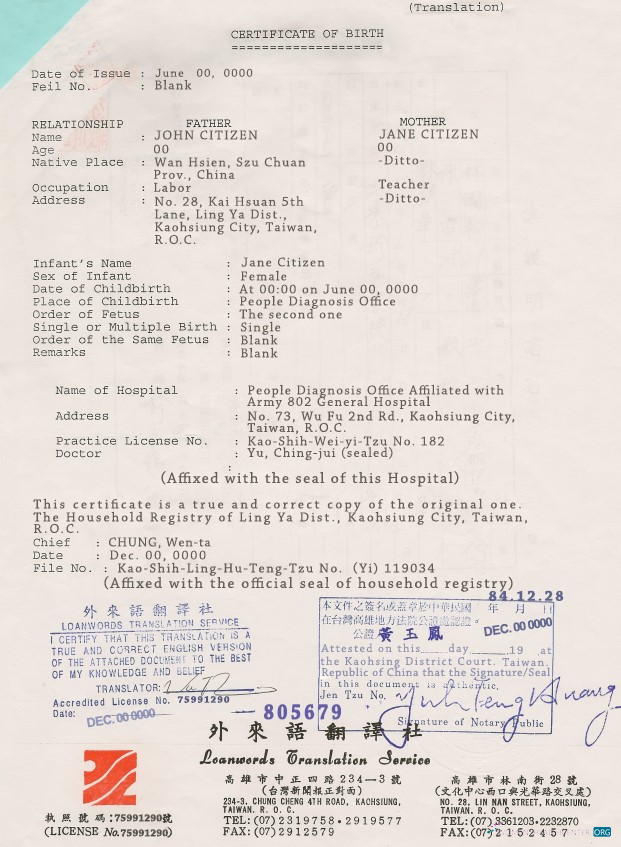 (Translation)
CERTIFICATE OF BIRTH
====================
Date of Issue : June 00, 0000
Feil No. : Blank
RELATIONSHIP FATHER MOTHER
Name : JOHN CITIZEN JANE CITIZEN
Age 00 00
Native Place : Wan Hsien, Szu Chuan -Ditto-
Prov., China
Occupation : Labor Teacher
Address : No. 28, Kai Hsuan 5th -Ditto-
Lane, Ling Ya Dist.,
Kaohsiung City, Taiwan,
R.O.C.
Infant's Name : Jane Citizen
Sex of Infant : Female
Date of Childbirth : At 00:00 on June 00, 0000
Place of Childbirth : People Diagnosis Office
Order of Fetus : The second one
Single or Multiple Birth : Single
Order of the Same Fetus : Blank
Remarks : Blank
Name of Hospital : People Diagnosis Office Affiliated with
Army 802 General Hospital
Address : No. 73, Wu Fu 2nd Rd., Kaohsiung City,
Taiwan, R.O.C.
Practice License No. : Kao-Shih-Wei-yi-Tzu No. 182
Doctor : Yu, Ching-jui (sealed)
:
(Affixed with the seal of this Hospital)
This certificate is a true and correct copy of the original one.
The Household Registry of Ling Ya Dist., Kaohsiung City, Taiwan,
R.O.C.
Chief : CHUNG, Wen-ta
Date : Dec. 00, 0000
File No. : Kao-Shih-Ling-Hu-Teng-Tzu No. (Yi) 119034
(Affixed with the official seal of household registry)
外來語翻譯社
LOANWORDS TRANSLATION SERVICE
I CERTIFY THAT THIS TRANSLATION IS A
TRUE AND CORRECT ENGLISH VERSION
OF THE ATTACHED DOCUMENT TO THE BEST
OF MY KNOWLEDGE AND BELIEF
TRANSLATOR:
Accredited License No. 75991290
Date: DEC. 00 0000
84.12.28
本文件之簽名或蓋章於中華民國 年 月 日
在台灣高雄地方法院公證處認證。
公證 黃玉鳳 DEC. 00 0000
Attested on this day 19 at
the Kaohsing District Court. Taiwan.
Republic of China that the Signature/Seal
in this document is authentic.
Jen Tzu No.
Signature of Notary Public
— 805679
外來語翻譯社
Loanwords Translation Service
高雄市中正四路234—3號
(台灣新聞報正對面)
234-3, CHUNG CHENG 4TH ROAD, KAOHSIUNG,
TAIWAN. R. O. C.
TEL:(07)2319758・2919577
FAX:(07)2912579
高雄市林南街28號
(文化中心西口與光華路交叉處)
NO. 28, LIN NAN STREET, KAOHSIUNG,
TAIWAN. R. O. C.
TEL:(07)3361203・2232870
FAX:(07)2152457
執照號碼:75991290號
(LICENSE No.75991290)
ORG